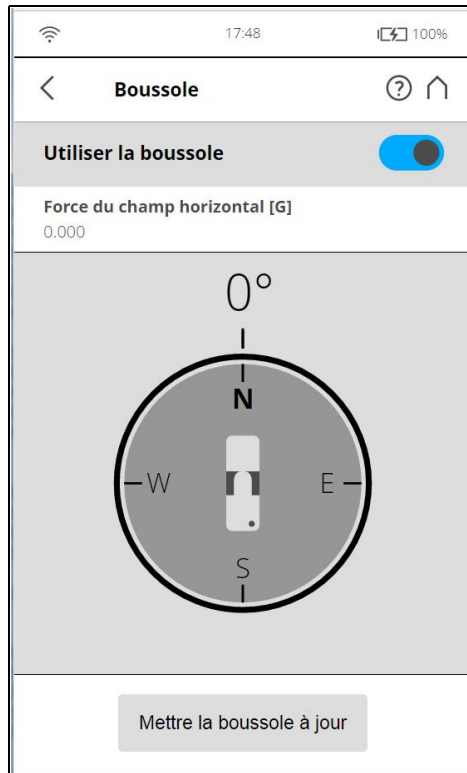 17:48
100%
Boussole
?
Utiliser la boussole
Force du champ horizontal [G]
0.000
0°
N
W
E
S
Mettre la boussole à jour